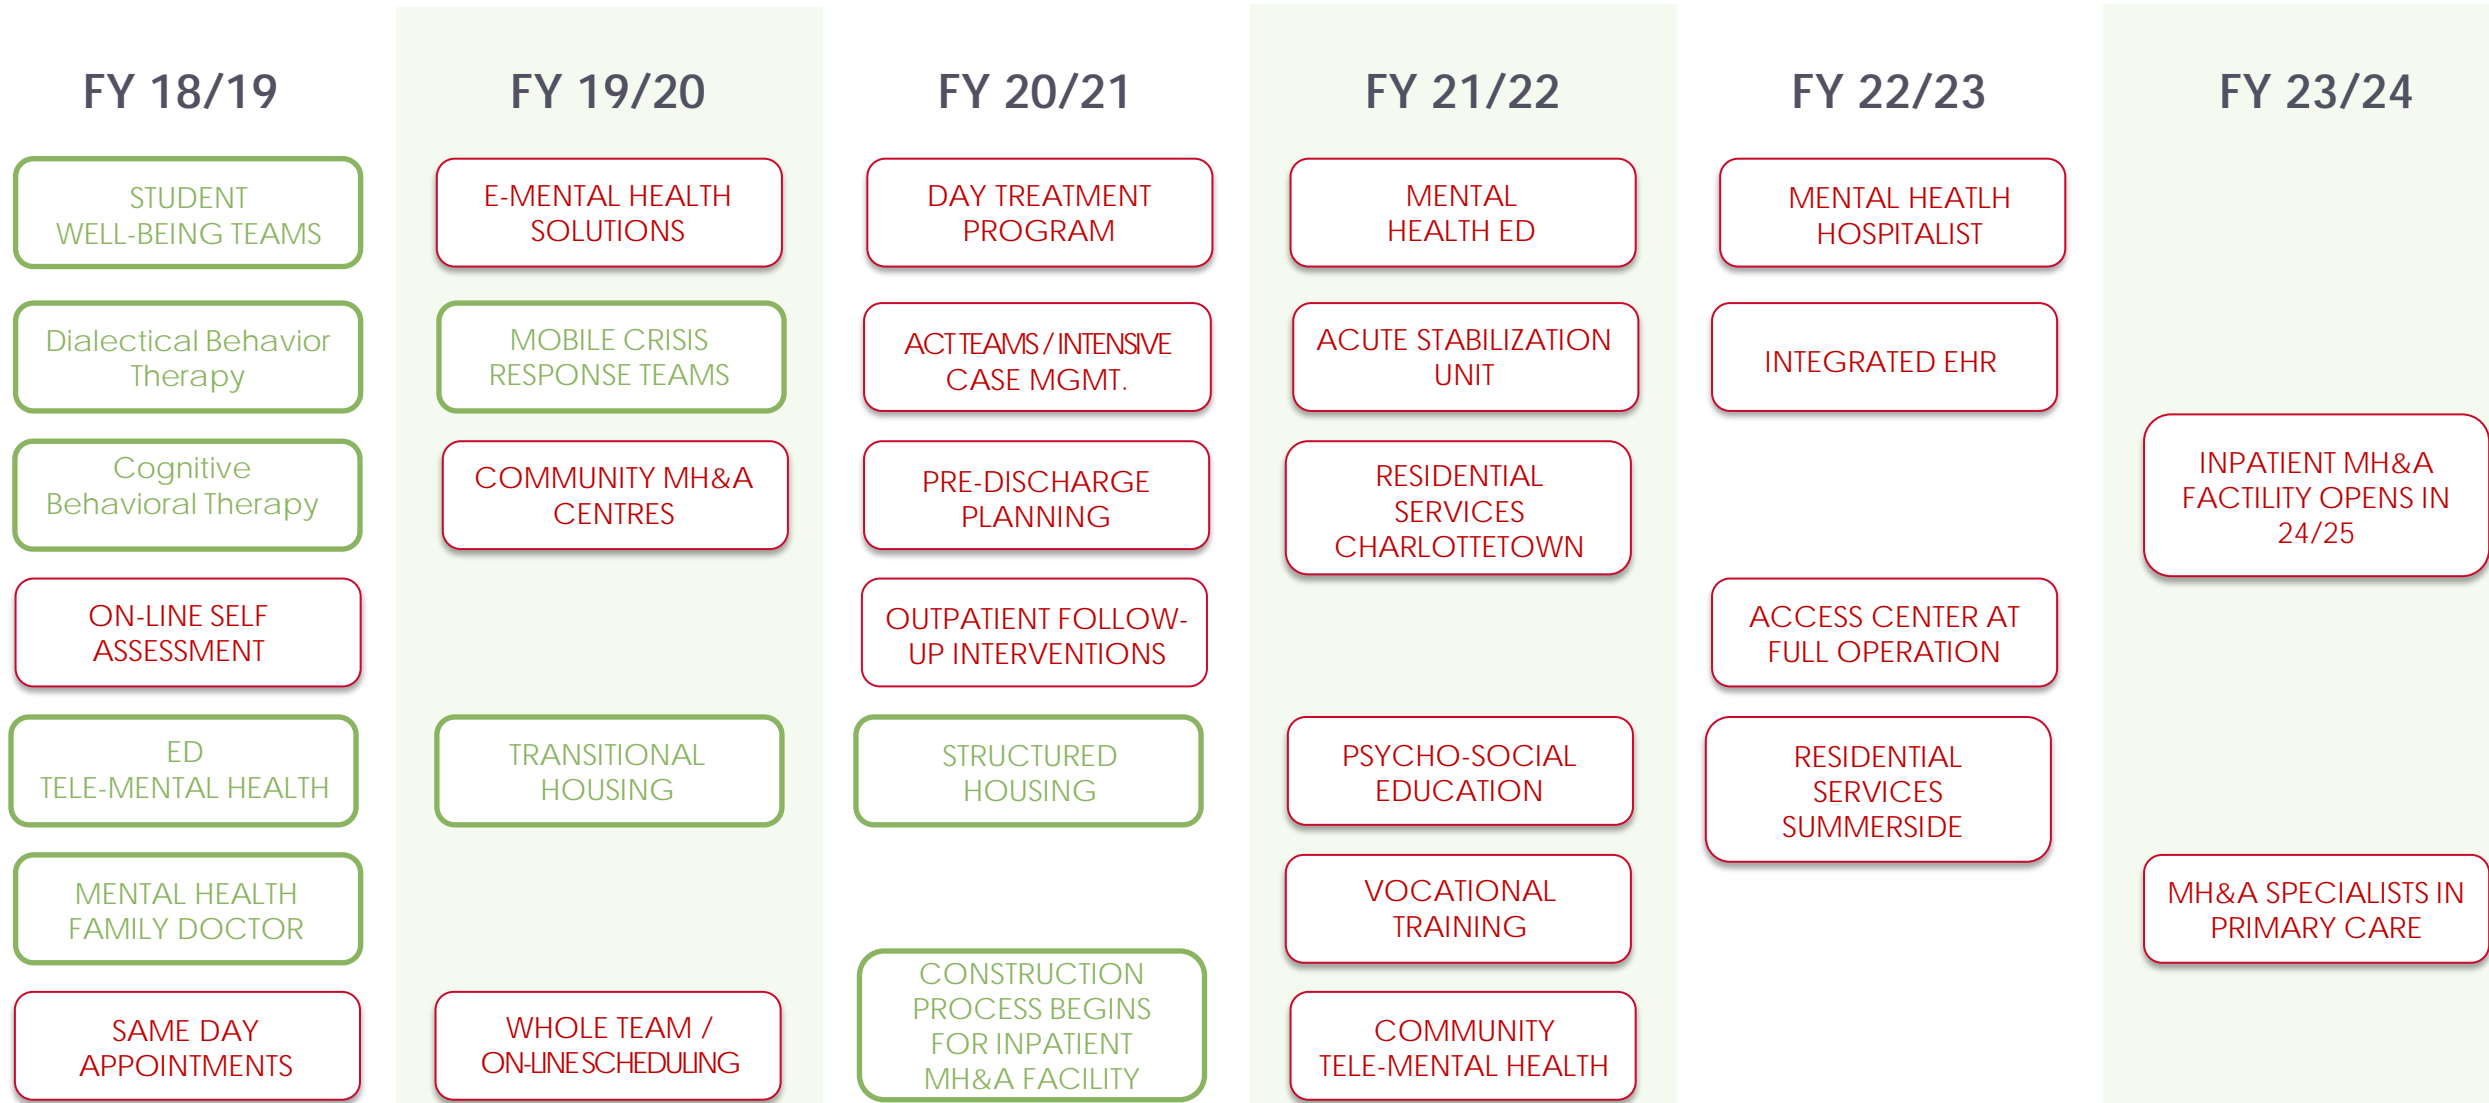 FY 18/19
STUDENT
WELL-BEING TEAMS
Dialectical Behavior
Therapy
Cognitive
Behavioral Therapy
ON-LINE SELF
ASSESSMENT
ED
TELE-MENTAL HEALTH
MENTAL HEALTH
FAMILY DOCTOR
SAME DAY
APPOINTMENTS
FY 19/20
E-MENTAL HEALTH
SOLUTIONS
MOBILE CRISIS
RESPONSE TEAMS
COMMUNITY MH&A
CENTRES
TRANSITIONAL
HOUSING
WHOLE TEAM /
ON-LINE SCHEDULING
FY 20/21
DAY TREATMENT
PROGRAM
ACT TEAMS / INTENSIVE
CASE MGMT.
PRE-DISCHARGE
PLANNING
OUTPATIENT FOLLOW-
UP INTERVENTIONS
STRUCTURED
HOUSING
CONSTRUCTION
PROCESS BEGINS
FOR INPATIENT
MH&A FACILITY
FY 21/22
MENTAL
HEALTH ED
ACUTE STABILIZATION
UNIT
RESIDENTIAL
SERVICES
CHARLOTTETOWN
PSYCHO-SOCIAL
EDUCATION
VOCATIONAL
TRAINING
COMMUNITY
TELE-MENTAL HEALTH
FY 22/23
MENTAL HEATLH
HOSPITALIST
INTEGRATED EHR
ACCESS CENTER AT
FULL OPERATION
RESIDENTIAL
SERVICES
SUMMERSIDE
FY 23/24
INPATIENT MH&A
FACTILITY OPENS IN
24/25
MH&A SPECIALISTS IN
PRIMARY CARE